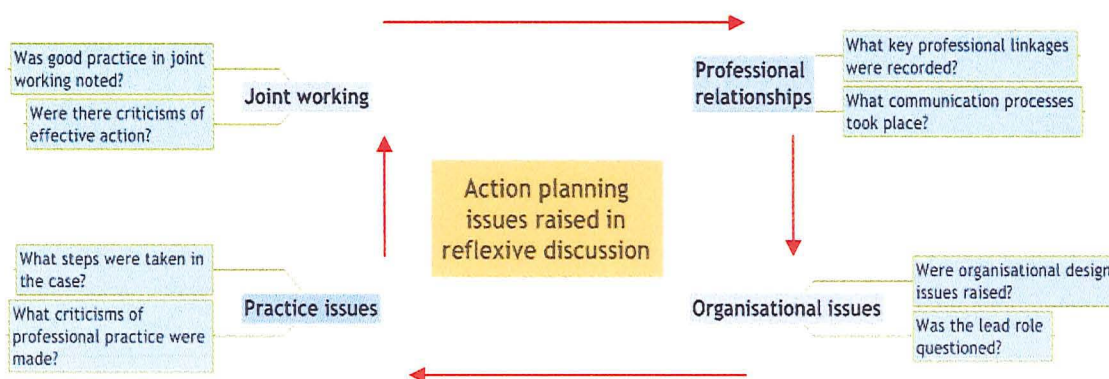 Was good practice in joint
working noted?
Were there criticisms of
effective action?
Joint working
Professional
relationships
What key professional linkages
were recorded?
What communication processes
took place?
Action planning
issues raised in
reflexive discussion
What steps were taken in
the case?
What criticisms of
professional practice were
made?
Practice issues
Organisational issues
Were organisational design
issues raised?
Was the lead role
questioned?